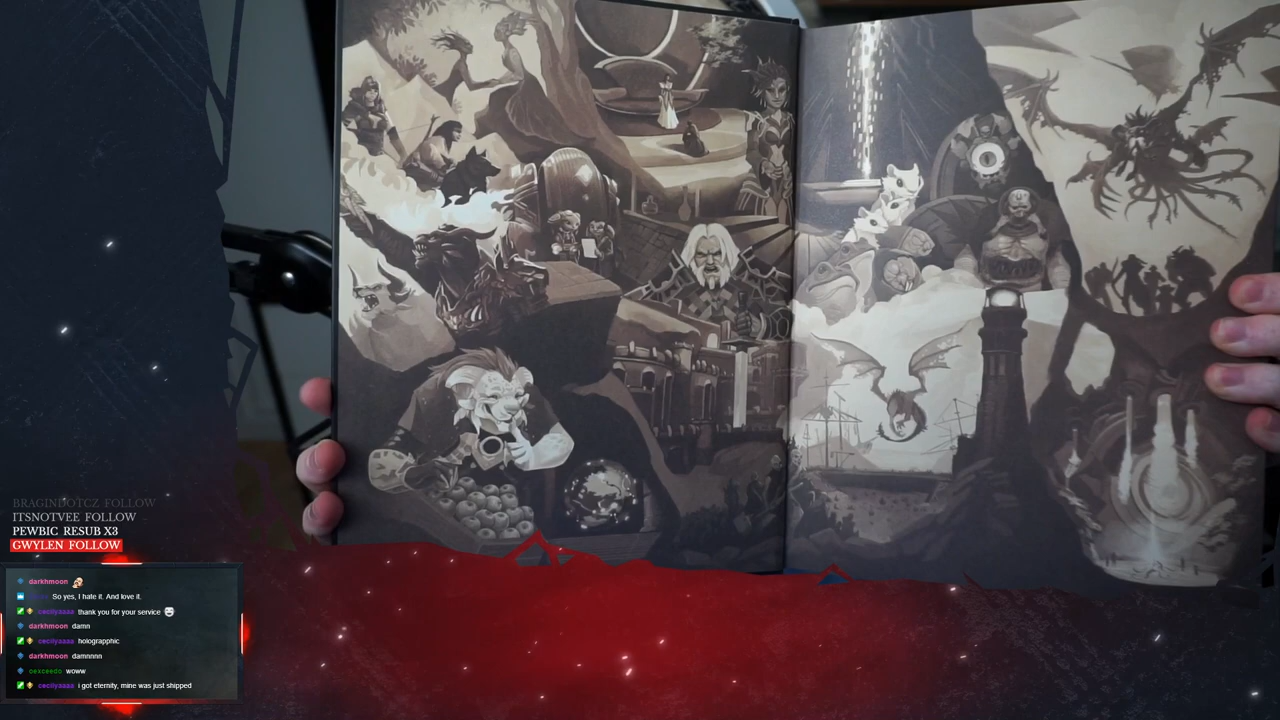 BRAGINDOTCZ FOLLOW
ITSNOTVEE FOLLOW
PEWBIC RESUB X3
GWYLEN FOLLOW
darkhmoon
So yes, I hate it. And love it.
cecilyaaaa thank you for your service
darkhmoon damn
cecilyaaaa holograpphic
darkhmoon damnnnn
oexceedo woww
cecilyaaaa i got eternity, mine was just shipped